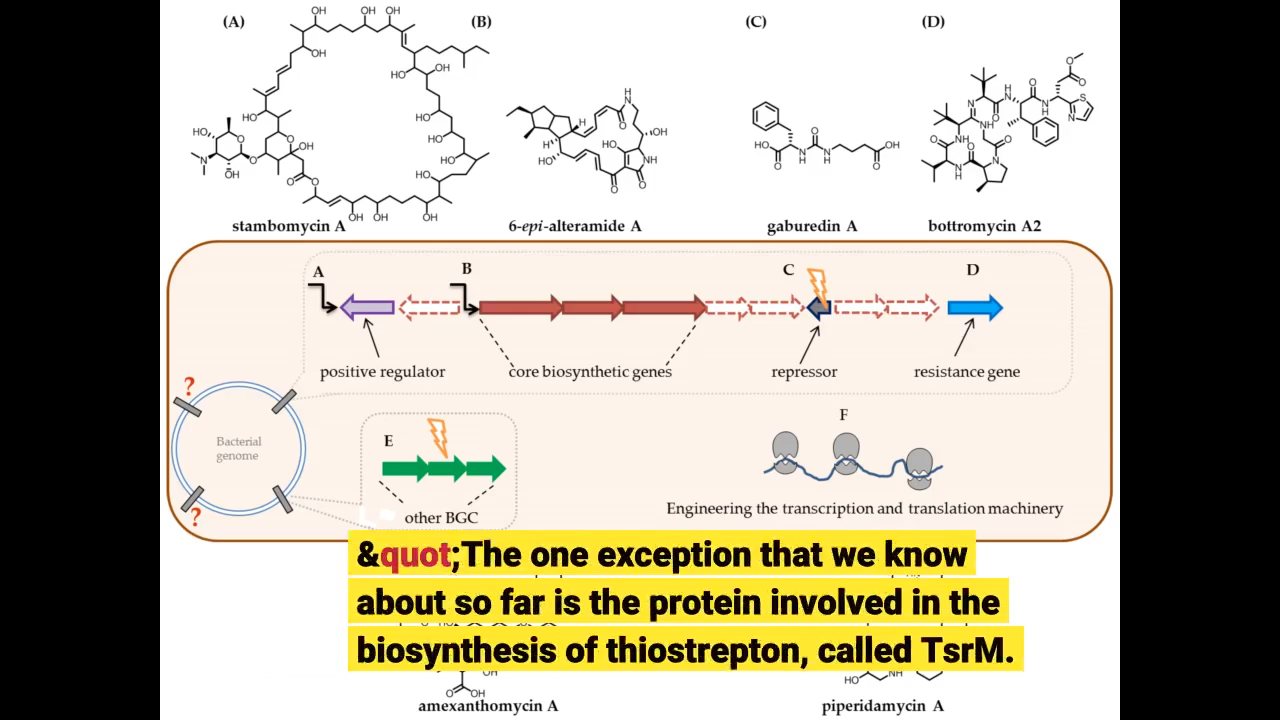 (A) (B) (C) (D)
stambomycin A 6-epi-alteramide A gaburedin A bottromycin A2
A B C D
positive regulator core biosynthetic genes repressor resistance gene
? 
Bacterial
genome
?
E
other BGC
F
Engineering the transcription and translation machinery
&quot;The one exception that we know
about so far is the protein involved in the
biosynthesis of thiostrepton, called TsrM.
amexanthomycin A piperidamycin A